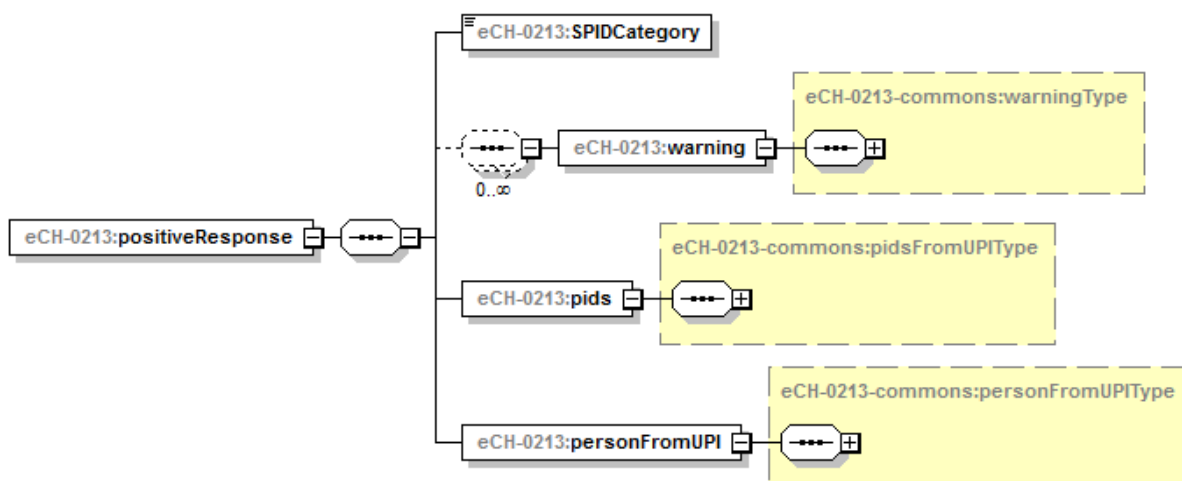 eCH-0213:SPIDCategory
eCH-0213-commons:warningType
eCH-0213:warning
0..∞
eCH-0213:positiveResponse
eCH-0213-commons:pidsFromUPIType
eCH-0213:pids
eCH-0213-commons:personFromUPIType
eCH-0213:personFromUPI